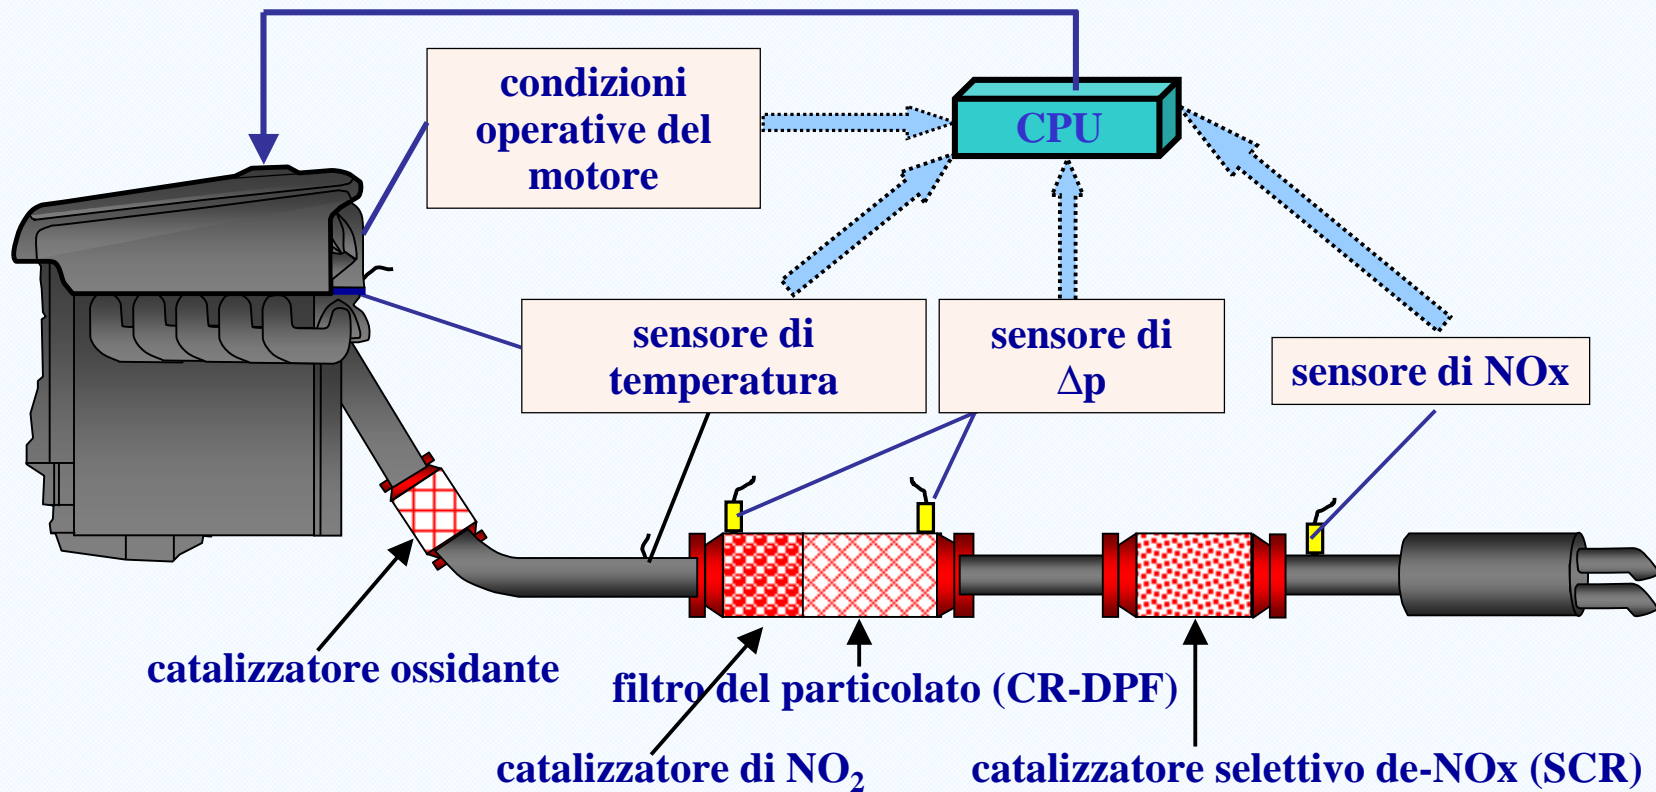 condizioni
operative del
motore
CPU
sensore di
temperatura
sensore di
Δp
sensore di NOx
catalizzatore ossidante
filtro del particolato (CR-DPF)
catalizzatore di NO₂
catalizzatore selettivo de-NOx (SCR)